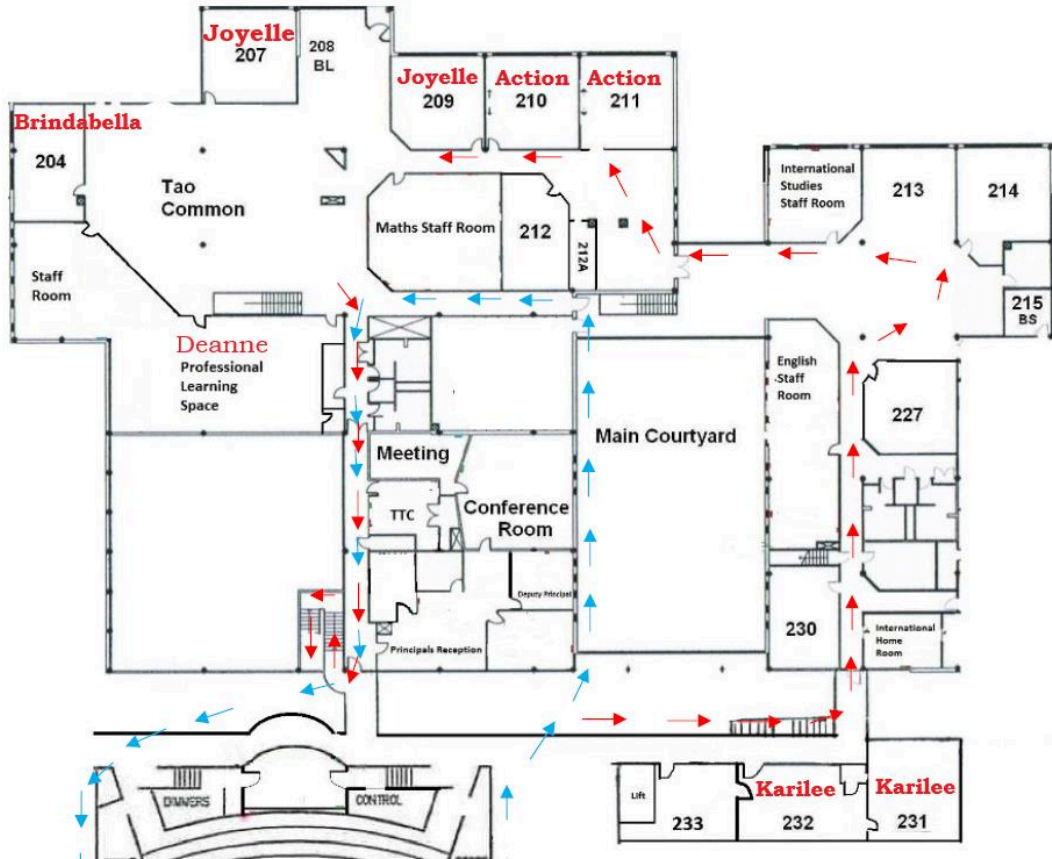 Joyelle
207
208
BL
Joyelle
209
Action
210
Action
211
Brindabella
204
Tao
Common
Maths Staff Room
212
212A
International
Studies
Staff Room
213
214
215
BS
Staff
Room
Deanne
Professional
Learning
Space
English
Staff
Room
227
Main Courtyard
Meeting
TTC
Conference
Room
Deputy Principal
Principals Reception
230
International
Home
Room
DIMMERS
CONTROL
Lift
233
Karilee
232
Karilee
231